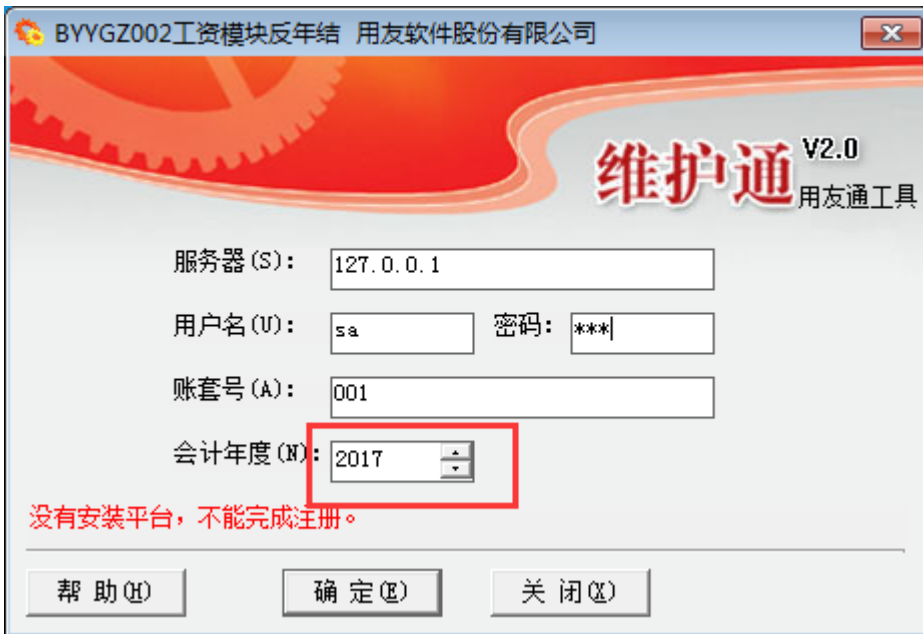 BYYGZ002工资模块反年结 用友软件股份有限公司
维护通 V2.0
用友通工具
服务器(S): 127.0.0.1
用户名(U): sa 密码: ***
账套号(A): 001
会计年度(N): 2017
没有安装平台，不能完成注册。
帮 助(H) 确 定(E) 关 闭(X)